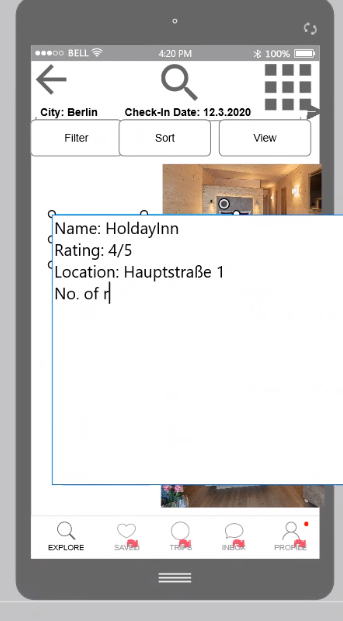 BELL 4:20 PM 100%
City: Berlin Check-In Date: 12.3.2020
Filter Sort View
Name: HoldayInn
Rating: 4/5
Location: Hauptstraße 1
No. of r
EXPLORE SAVED TRIPS INBOX PROFILE